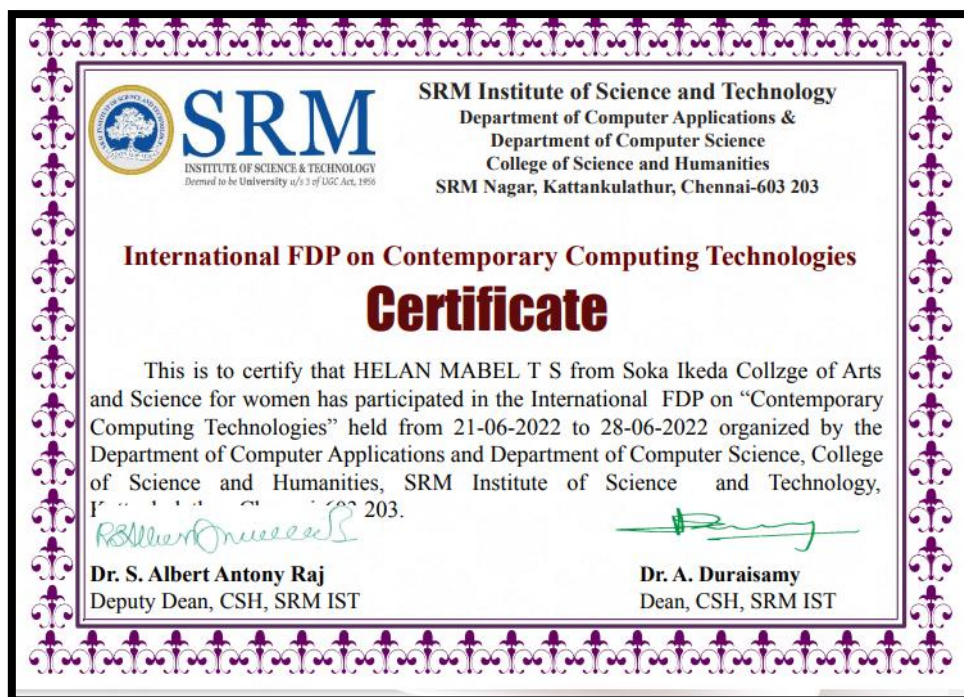 SRM
INSTITUTE OF SCIENCE & TECHNOLOGY
Deemed to be University u/s 3 of UGC Act, 1956
SRM Institute of Science and Technology
Department of Computer Applications &
Department of Computer Science
College of Science and Humanities
SRM Nagar, Kattankulathur, Chennai-603 203
International FDP on Contemporary Computing Technologies
Certificate
This is to certify that HELAN MABEL T S from Soka Ikeda Collzge of Arts
and Science for women has participated in the International FDP on “Contemporary
Computing Technologies” held from 21-06-2022 to 28-06-2022 organized by the
Department of Computer Applications and Department of Computer Science, College
of Science and Humanities, SRM Institute of Science and Technology,
203.
Dr. S. Albert Antony Raj
Deputy Dean, CSH, SRM IST
Dr. A. Duraisamy
Dean, CSH, SRM IST